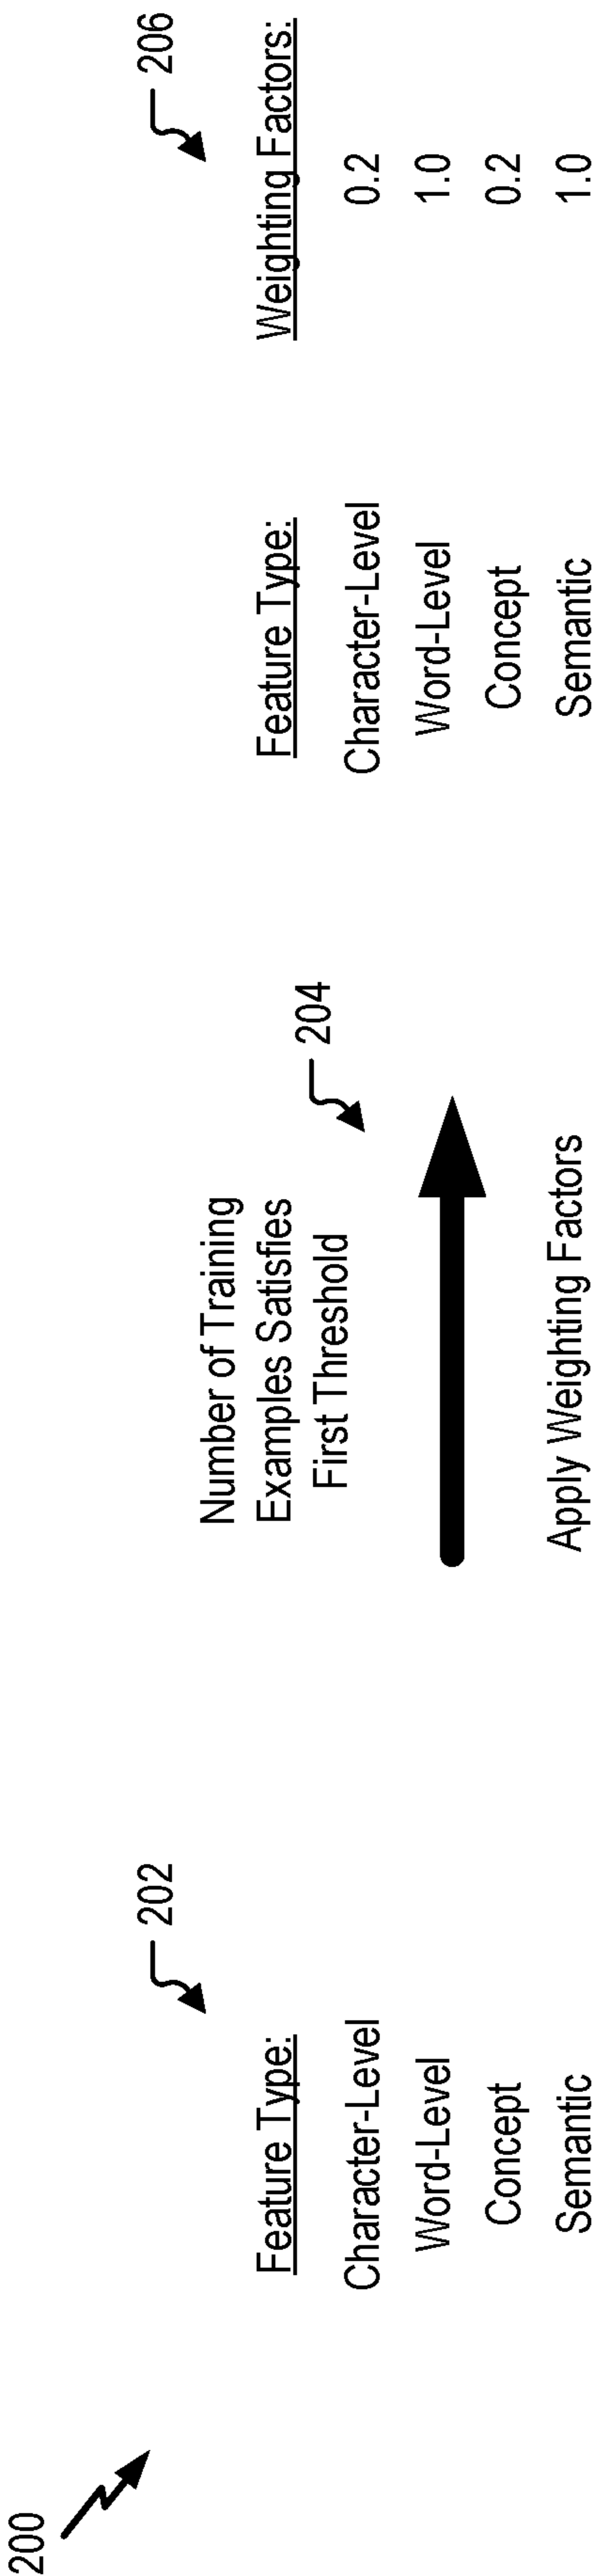 200
202
Feature Type:
Character-Level
Word-Level
Concept
Semantic
Number of Training
Examples Satisfies
First Threshold
204
Apply Weighting Factors
206
Feature Type: Weighting Factors:
Character-Level 0.2
Word-Level 1.0
Concept 0.2
Semantic 1.0